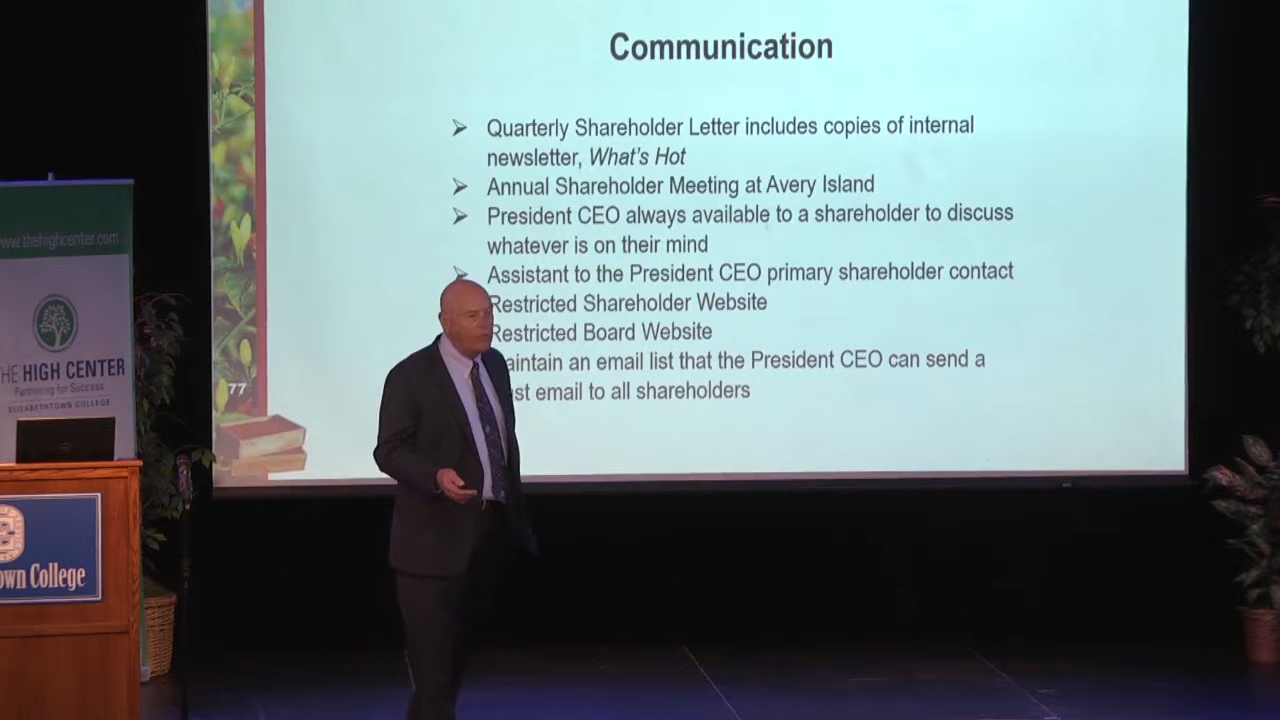 Communication
Quarterly Shareholder Letter includes copies of internal
newsletter, What's Hot
Annual Shareholder Meeting at Avery Island
President CEO always available to a shareholder to discuss
whatever is on their mind
Assistant to the President CEO primary shareholder contact
Restricted Shareholder Website
Restricted Board Website
aintain an email list that the President CEO can send a
st email to all shareholders
77
www.thehighcenter.com
HE HIGH CENTER
Partnering for Success
ELIZABETHTOWN COLLEGE
own College